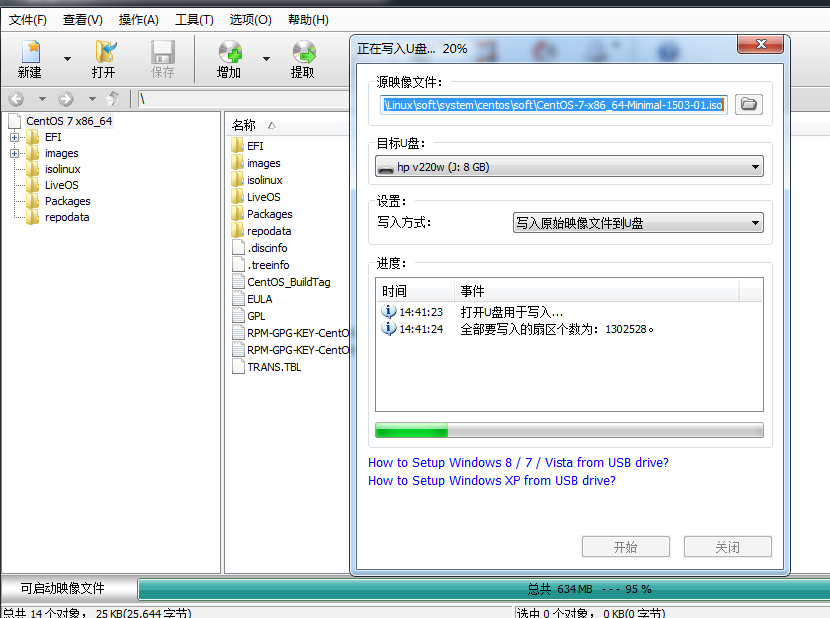 文件(F) 查看(V) 操作(A) 工具(T) 选项(O) 帮助(H)
新建 打开 保存 增加 提取
\
CentOS 7 x86_64
EFI
images
isolinux
LiveOS
Packages
repodata
名称
EFI
images
isolinux
LiveOS
Packages
repodata
.discinfo
.treeinfo
CentOS_BuildTag
EULA
GPL
RPM-GPG-KEY-CentO
RPM-GPG-KEY-CentO
TRANS.TBL
正在写入U盘... 20%
源映像文件:
\Linux\soft\system\centos\soft\CentOS-7-x86_64-Minimal-1503-01.iso
目标U盘:
hp v220w (J: 8 GB)
设置:
写入方式: 写入原始映像文件到U盘
进度:
时间 事件
14:41:23 打开U盘用于写入...
14:41:24 全部要写入的扇区个数为: 1302528。
How to Setup Windows 8 / 7 / Vista from USB drive?
How to Setup Windows XP from USB drive?
开始 关闭
可启动映像文件 总共 634 MB --- 95 %
总共 14 个对象, 25 KB(25,644 字节) 选中 0 个对象, 0 KB(0 字节)